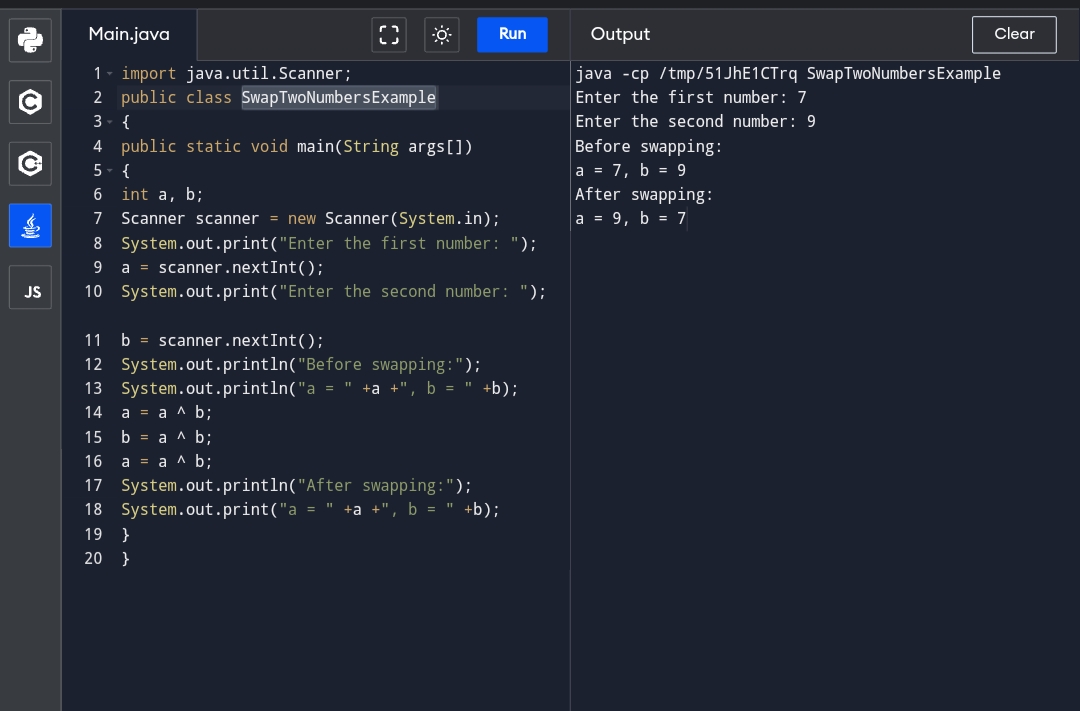 Main.java
Run
Output
Clear
JS
1 import java.util.Scanner;
2 public class SwapTwoNumbersExample
3 {
4 public static void main(String args[])
5 {
6 int a, b;
7 Scanner scanner = new Scanner(System.in);
8 System.out.print("Enter the first number: ");
9 a = scanner.nextInt();
10 System.out.print("Enter the second number: ");
11 b = scanner.nextInt();
12 System.out.println("Before swapping:");
13 System.out.println("a = " +a +", b = " +b);
14 a = a ^ b;
15 b = a ^ b;
16 a = a ^ b;
17 System.out.println("After swapping:");
18 System.out.print("a = " +a +", b = " +b);
19 }
20 }
java -cp /tmp/51JhE1CTrq SwapTwoNumbersExample
Enter the first number: 7
Enter the second number: 9
Before swapping:
a = 7, b = 9
After swapping:
a = 9, b = 7